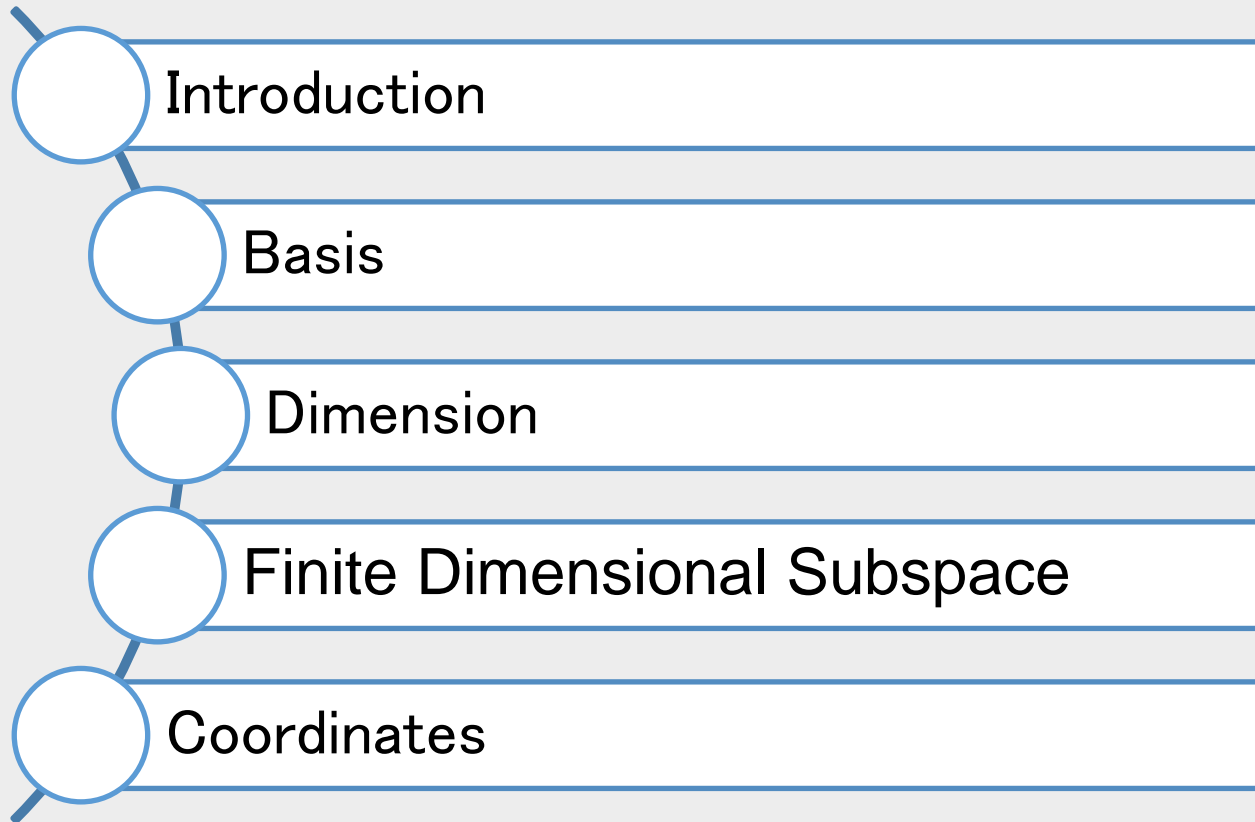 Introduction
Basis
Dimension
Finite Dimensional Subspace
Coordinates